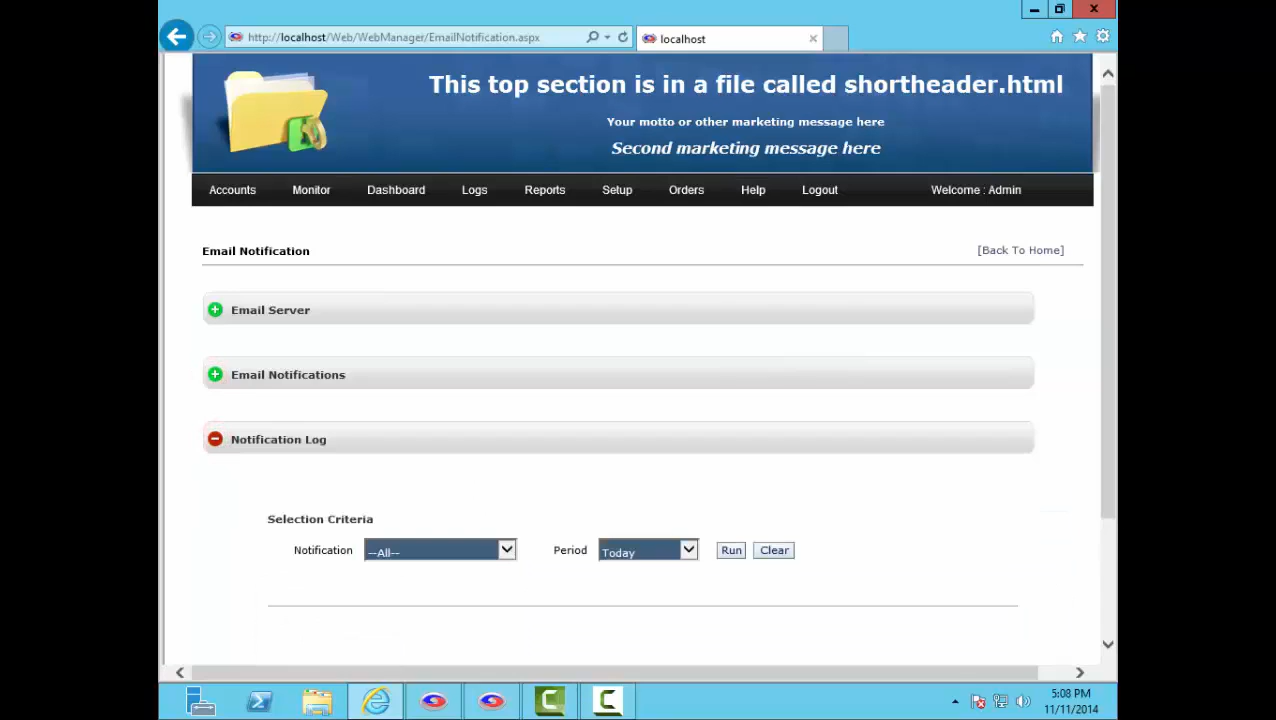 http://localhost/Web/WebManager/EmailNotification.aspx
localhost
This top section is in a file called shortheader.html
Your motto or other marketing message here
Second marketing message here
Accounts Monitor Dashboard Logs Reports Setup Orders Help Logout Welcome : Admin
Email Notification [Back To Home]
Email Server
Email Notifications
Notification Log
Selection Criteria
Notification --All-- Period Today Run Clear
5:08 PM
11/11/2014